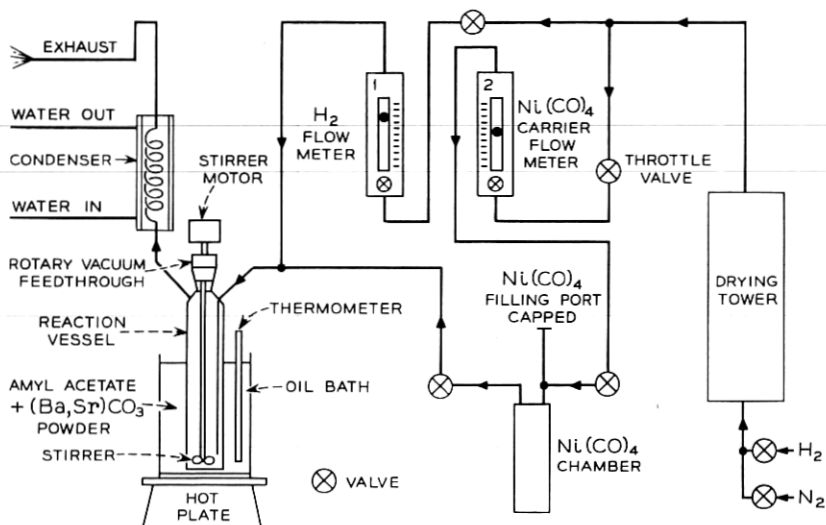 EXHAUST
WATER OUT
CONDENSER
WATER IN
STIRRER
MOTOR
ROTARY VACUUM
FEEDTHROUGH
REACTION
VESSEL
AMYL ACETATE
+ (Ba,Sr)CO3
POWDER
STIRRER
HOT
PLATE
THERMOMETER
OIL BATH
VALVE
1
H2
FLOW
METER
2
Ni(CO)4
CARRIER
FLOW
METER
THROTTLE
VALVE
Ni(CO)4
FILLING PORT
CAPPED
Ni(CO)4
CHAMBER
DRYING
TOWER
H2
N2